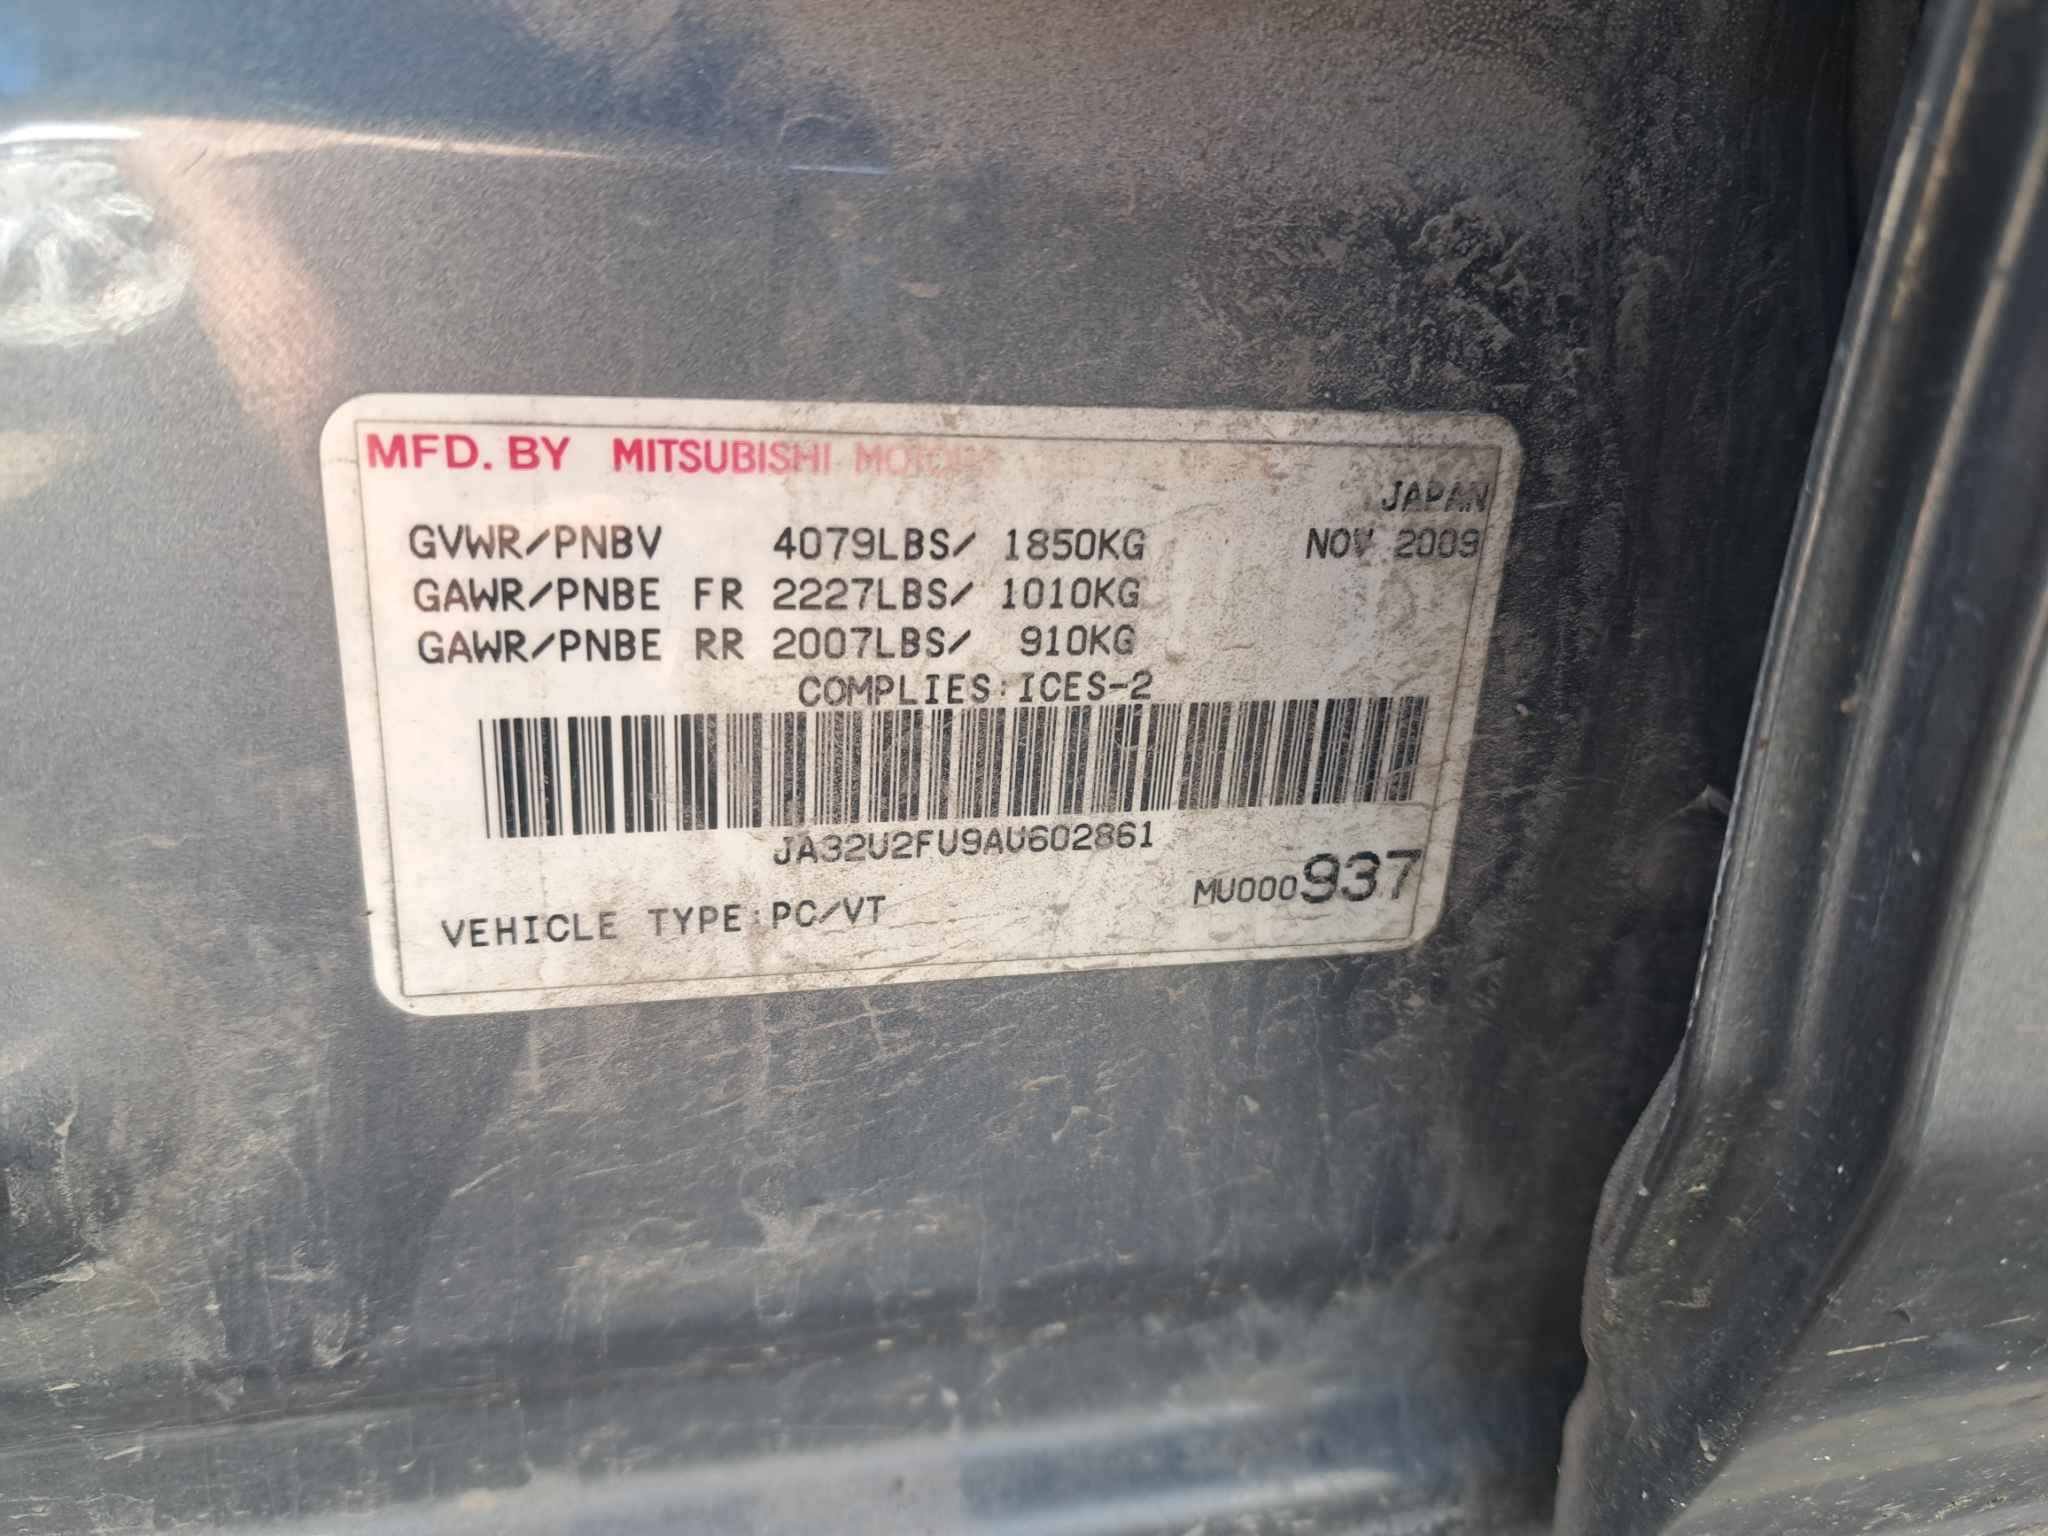 MFD. BY MITSUBISHI MOTORS
JAPAN
GVWR/PNBV 4079LBS/ 1850KG NOV 2009
GAWR/PNBE FR 2227LBS/ 1010KG
GAWR/PNBE RR 2007LBS/ 910KG
COMPLIES:ICES-2
JA32U2FU9AU602861
MU000937
VEHICLE TYPE:PC/VT